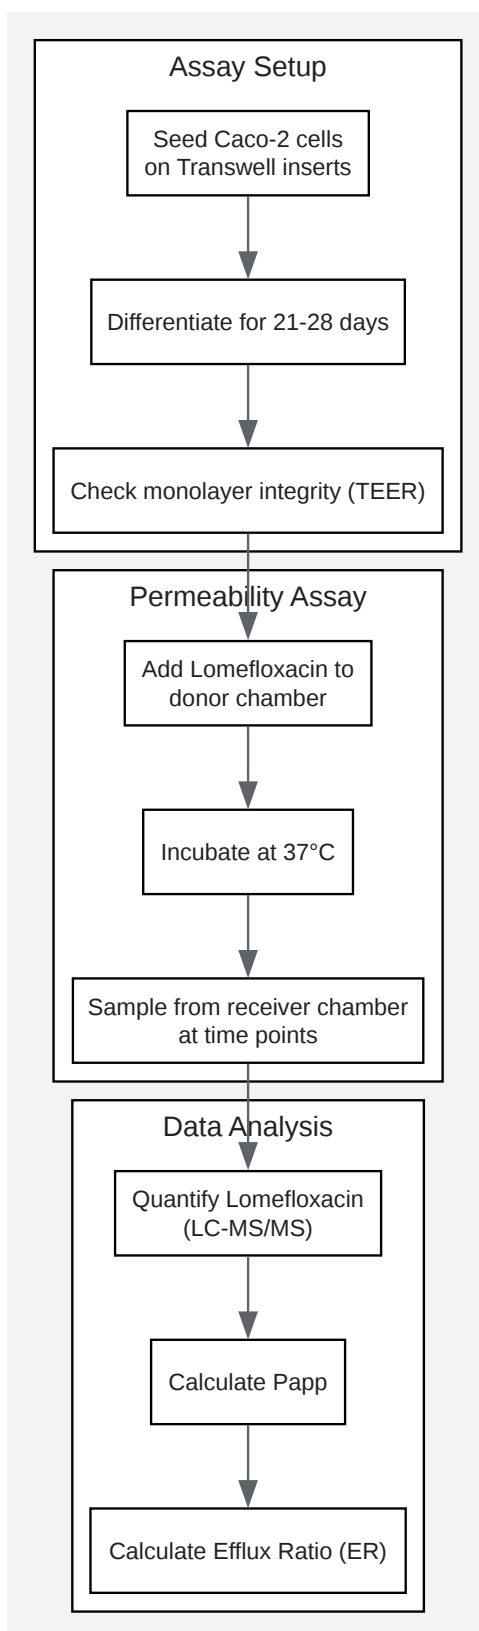 Assay Setup
Seed Caco-2 cells
on Transwell inserts
Differentiate for 21-28 days
Check monolayer integrity (TEER)
Permeability Assay
Add Lomefloxacin to
donor chamber
Incubate at 37°C
Sample from receiver chamber
at time points
Data Analysis
Quantify Lomefloxacin
(LC-MS/MS)
Calculate Papp
Calculate Efflux Ratio (ER)